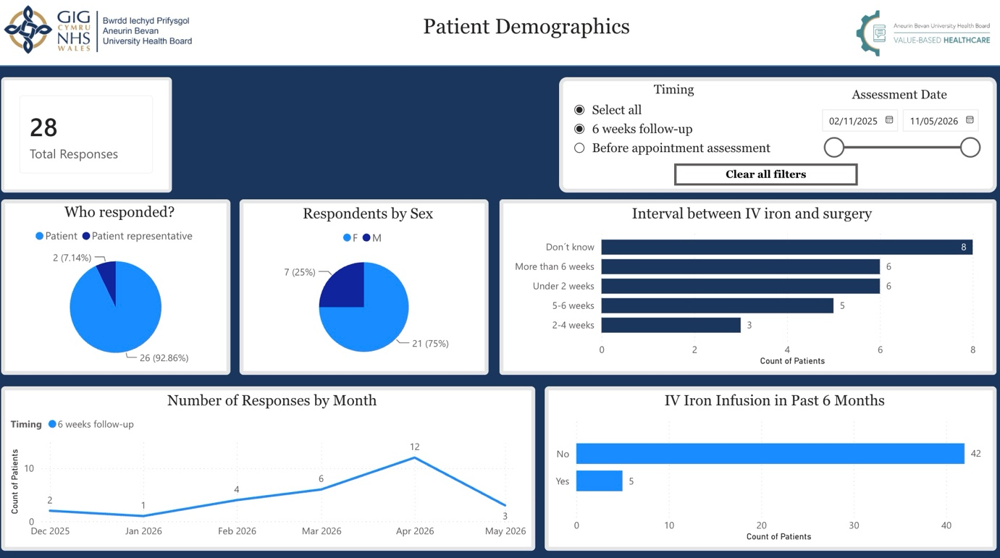 GIG
CYMRU
NHS
WALES
Bwrdd Iechyd Prifysgol
Aneurin Bevan
University Health Board
Patient Demographics
Aneurin Bevan University Health Board
VALUE-BASED HEALTHCARE
28
Total Responses
Timing
Select all
6 weeks follow-up
Before appointment assessment
Assessment Date
02/11/2025
11/05/2026
Clear all filters
Who responded?
Patient
Patient representative
2 (7.14%)
26 (92.86%)
Respondents by Sex
F
M
7 (25%)
21 (75%)
Interval between IV iron and surgery
Don´t know
8
More than 6 weeks
6
Under 2 weeks
6
5-6 weeks
5
2-4 weeks
3
0
2
4
6
8
Count of Patients
Number of Responses by Month
Timing
6 weeks follow-up
Count of Patients
10
0
2
1
4
6
12
3
Dec 2025
Jan 2026
Feb 2026
Mar 2026
Apr 2026
May 2026
IV Iron Infusion in Past 6 Months
No
42
Yes
5
0
10
20
30
40
Count of Patients